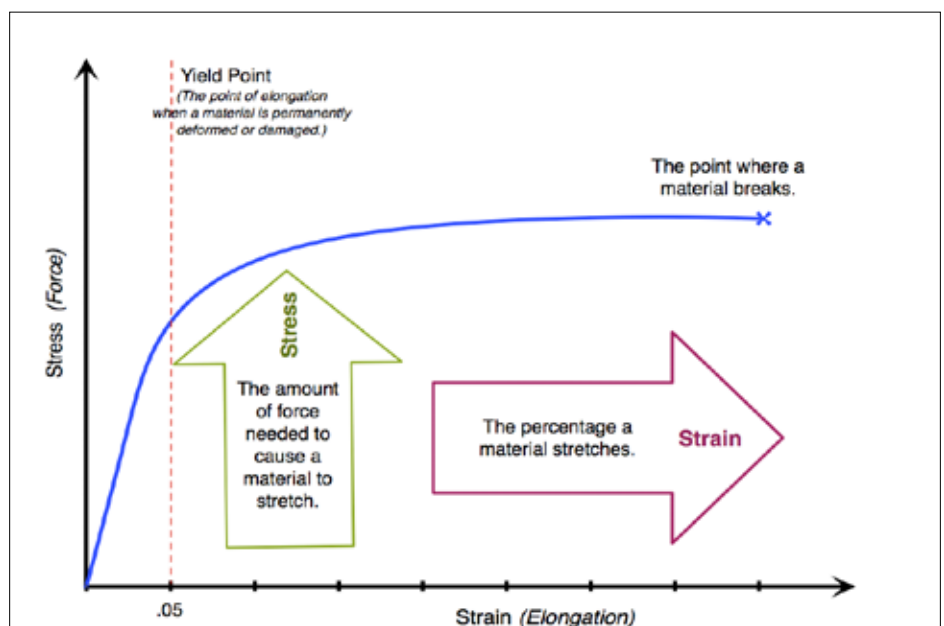 Yield Point
(The point of elongation
when a material is permanently
deformed or damaged.)
The point where a
material breaks.
Stress (Force)
Stress
The amount
of force
needed to
cause a
material to
stretch.
The percentage a
material stretches.
Strain
.05
Strain (Elongation)